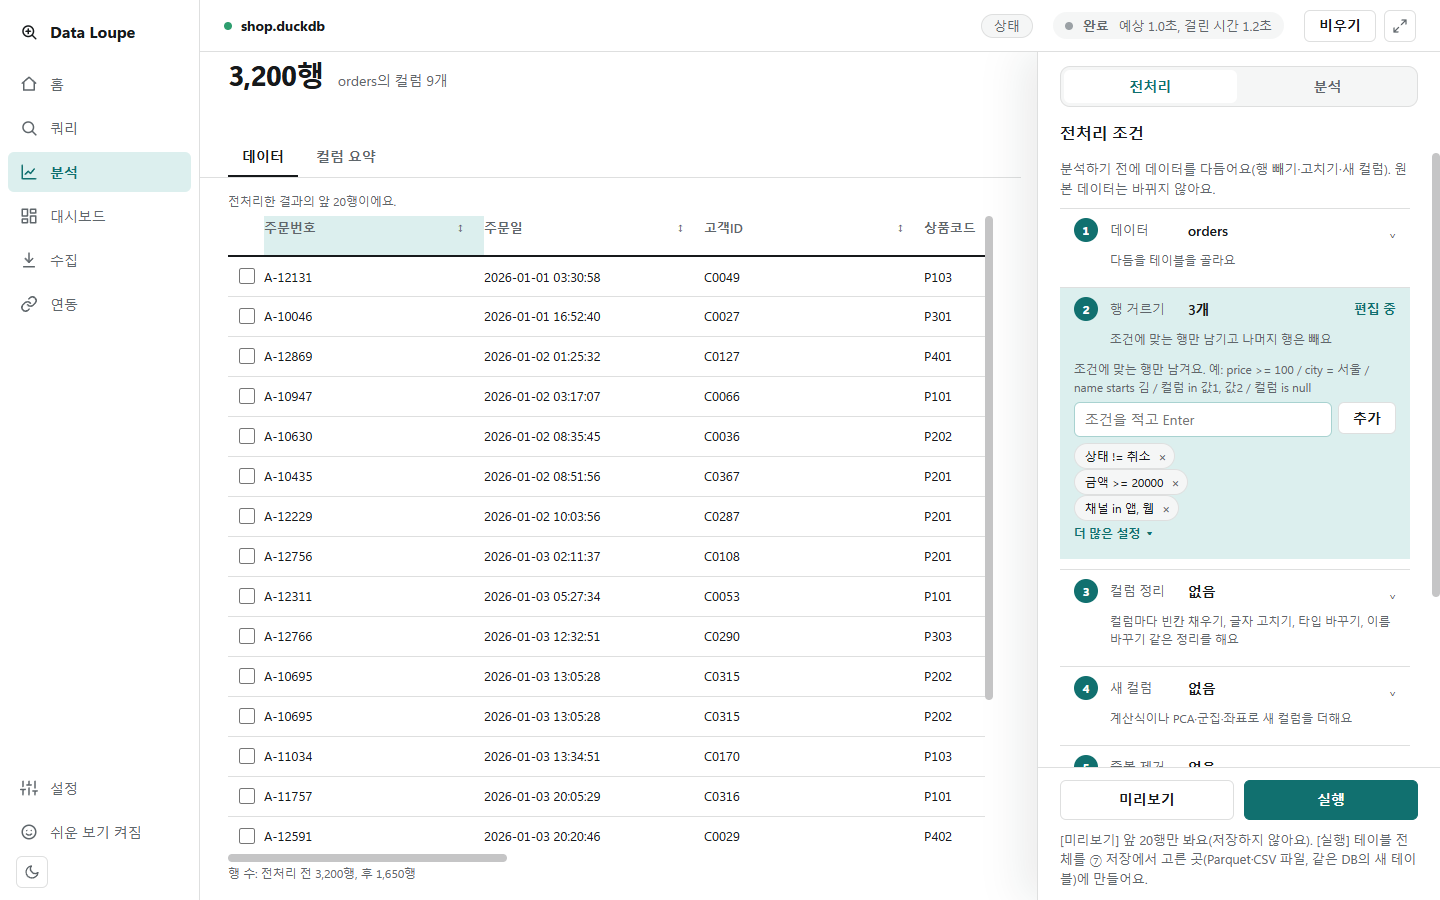 Data Loupe
홈
쿼리
분석
대시보드
수집
연동
설정
쉬운 보기 켜짐
shop.duckdb
상태
완료 예상 1.0초, 걸린 시간 1.2초
비우기
3,200행 orders의 컬럼 9개
데이터 컬럼 요약
전처리한 결과의 앞 20행이에요.
주문번호 ↕ 주문일 ↕ 고객ID ↕ 상품코드
A-12131 2026-01-01 03:30:58 C0049 P103
A-10046 2026-01-01 16:52:40 C0027 P301
A-12869 2026-01-02 01:25:32 C0127 P401
A-10947 2026-01-02 03:17:07 C0066 P101
A-10630 2026-01-02 08:35:45 C0036 P202
A-10435 2026-01-02 08:51:56 C0367 P201
A-12229 2026-01-02 10:03:56 C0287 P201
A-12756 2026-01-03 02:11:37 C0108 P201
A-12311 2026-01-03 05:27:34 C0053 P101
A-12766 2026-01-03 12:32:51 C0290 P303
A-10695 2026-01-03 13:05:28 C0315 P202
A-10695 2026-01-03 13:05:28 C0315 P202
A-11034 2026-01-03 13:34:51 C0170 P103
A-11757 2026-01-03 20:05:29 C0316 P101
A-12591 2026-01-03 20:20:46 C0029 P402
행 수: 전처리 전 3,200행, 후 1,650행
전처리 분석
전처리 조건
분석하기 전에 데이터를 다듬어요(행 빼기·고치기·새 컬럼). 원
본 데이터는 바뀌지 않아요.
1 데이터 orders
다듬을 테이블을 골라요
2 행 거르기 3개 편집 중
조건에 맞는 행만 남기고 나머지 행은 빼요
조건에 맞는 행만 남겨요. 예: price >= 100 / city = 서울 /
name starts 김 / 컬럼 in 값1, 값2 / 컬럼 is null
조건을 적고 Enter 추가
상태 != 취소 ×
금액 >= 20000 ×
채널 in 앱, 웹 ×
더 많은 설정 ▾
3 컬럼 정리 없음
컬럼마다 빈칸 채우기, 글자 고치기, 타입 바꾸기, 이름
바꾸기 같은 정리를 해요
4 새 컬럼 없음
계산식이나 PCA·군집·좌표로 새 컬럼을 더해요
5 중복 제거 없음
미리보기 실행
[미리보기] 앞 20행만 봐요(저장하지 않아요). [실행] 테이블 전
체를 ⑦ 저장에서 고른 곳(Parquet·CSV 파일, 같은 DB의 새 테이
블)에 만들어요.